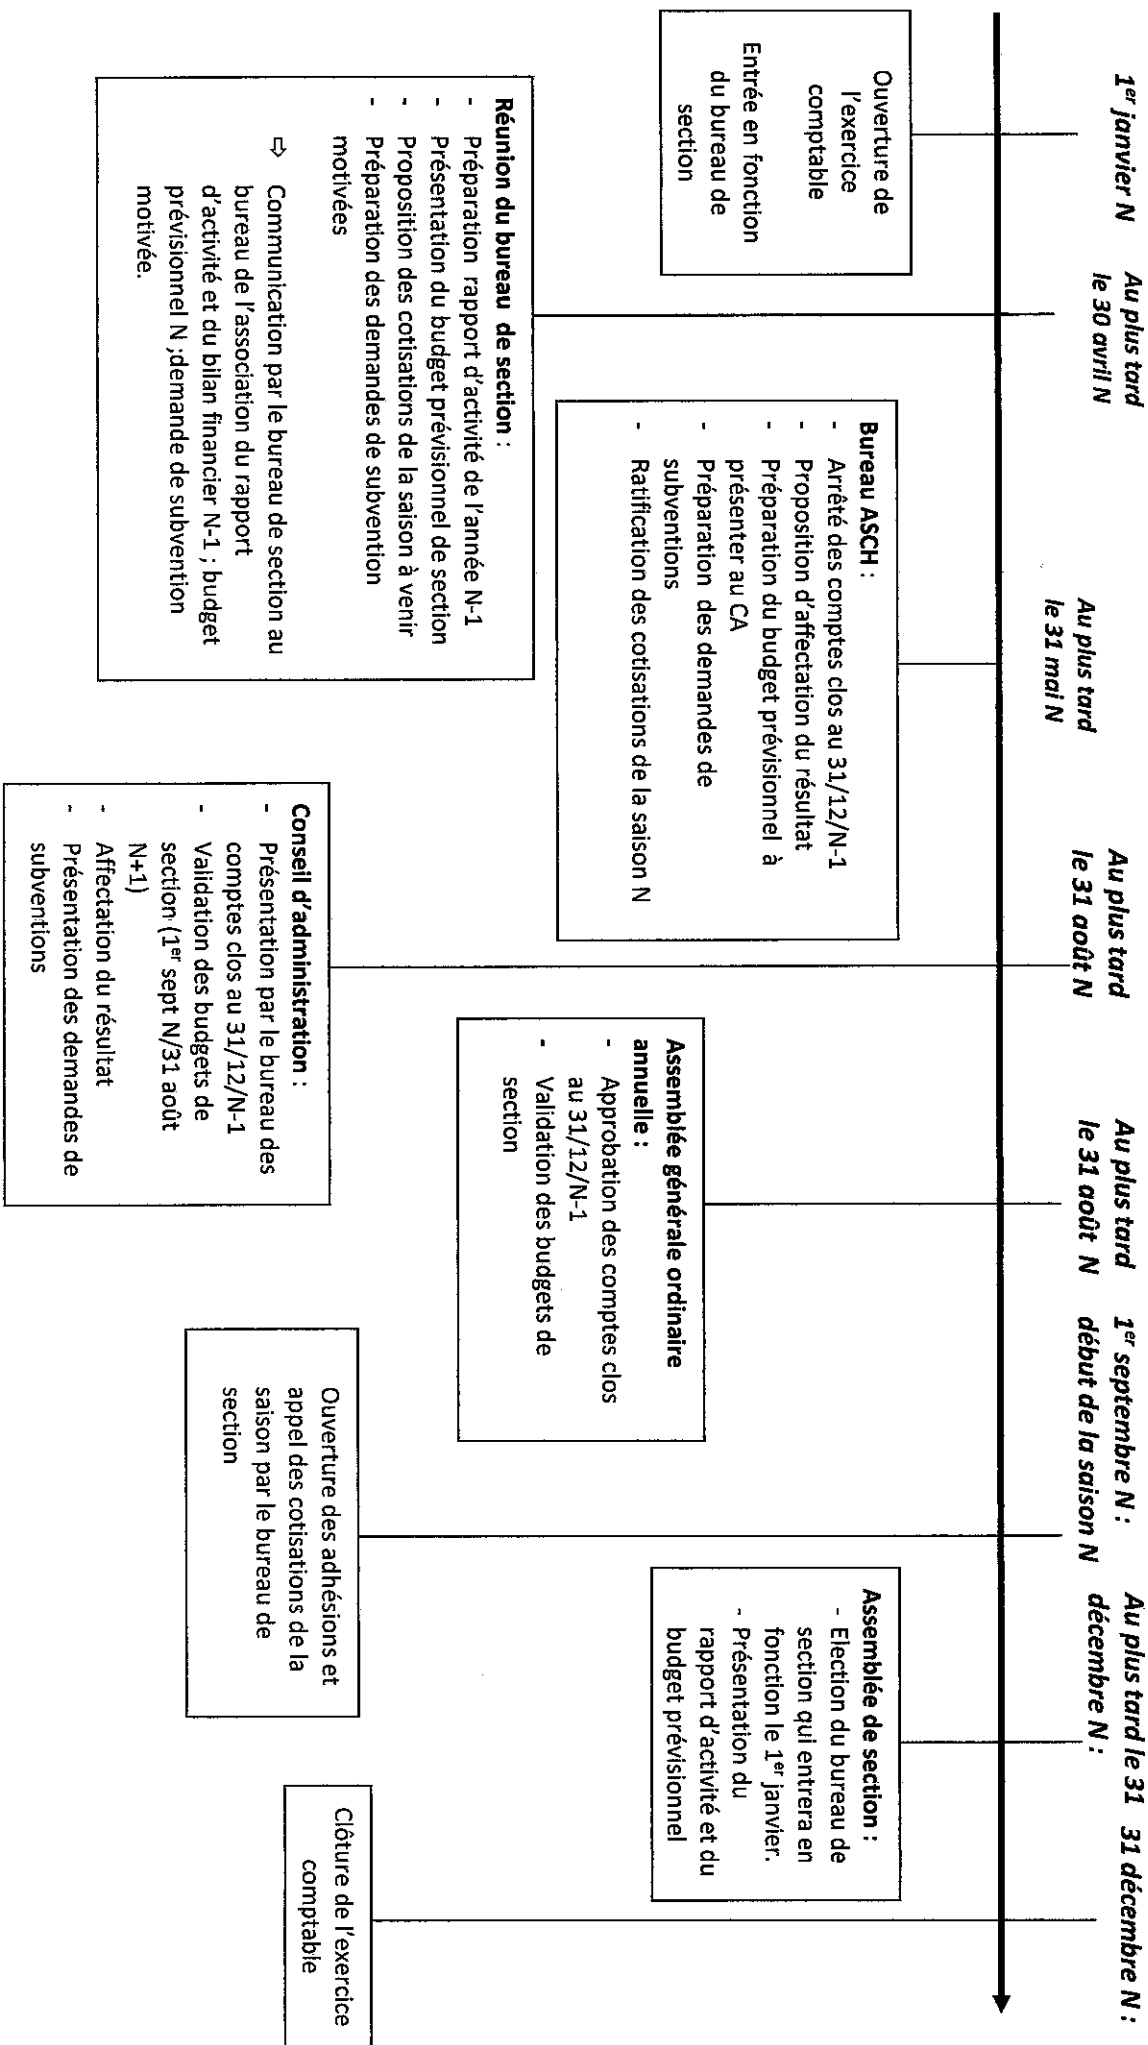 1er janvier N
Au plus tard
le 30 avril N
Au plus tard
le 31 mai N
Au plus tard
le 31 août N
Au plus tard
le 31 août N
1er septembre N :
début de la saison N
Au plus tard le 31
décembre N :
31 décembre N :
Ouverture de
l'exercice
comptable
Entrée en fonction
du bureau de
section
Réunion du bureau de section :
- Préparation rapport d'activité de l'année N-1
- Présentation du budget prévisionnel de section
- Proposition des cotisations de la saison à venir
- Préparation des demandes de subvention
motivées
⇨ Communication par le bureau de section au
bureau de l'association du rapport
d'activité et du bilan financier N-1 ; budget
prévisionnel N ;demande de subvention
motivée.
Bureau ASCH :
- Arrêté des comptes clos au 31/12/N-1
- Proposition d'affectation du résultat
- Préparation du budget prévisionnel à
présenter au CA
- Préparation des demandes de
subventions
- Ratification des cotisations de la saison N
Conseil d'administration :
- Présentation par le bureau des
comptes clos au 31/12/N-1
- Validation des budgets de
section (1er sept N/31 août
N+1)
- Affectation du résultat
- Présentation des demandes de
subventions
Assemblée générale ordinaire
annuelle :
- Approbation des comptes clos
au 31/12/N-1
- Validation des budgets de
section
Ouverture des adhésions et
appel des cotisations de la
saison par le bureau de
section
Assemblée de section :
- Election du bureau de
section qui entrera en
fonction le 1er janvier.
- Présentation du
rapport d'activité et du
budget prévisionnel
Clôture de l'exercice
comptable